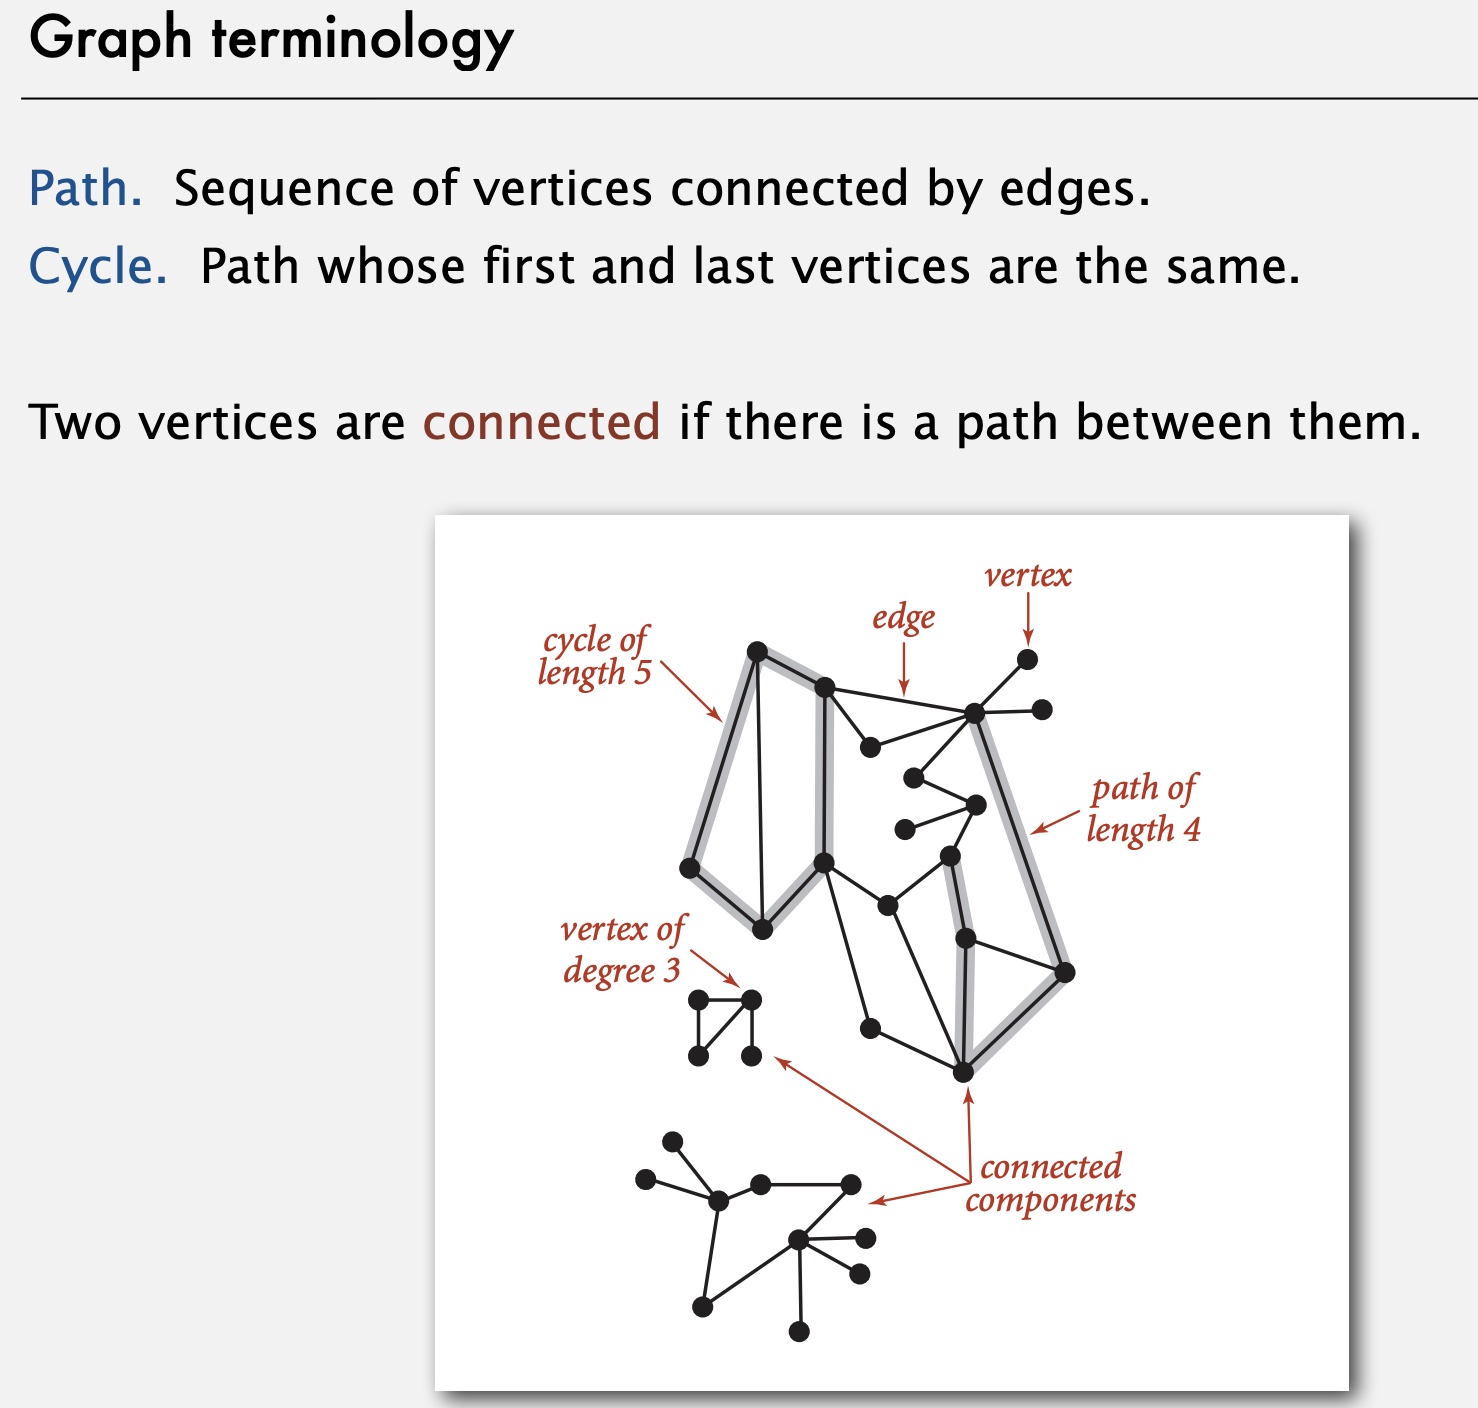 Graph terminology
Path. Sequence of vertices connected by edges.
Cycle. Path whose first and last vertices are the same.
Two vertices are connected if there is a path between them.
vertex
edge
cycle of
length 5
path of
length 4
vertex of
degree 3
connected
components